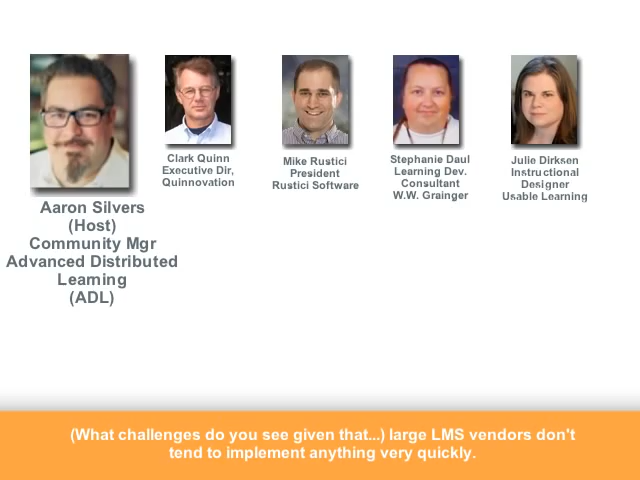 Aaron Silvers
(Host)
Community Mgr
Advanced Distributed
Learning
(ADL)
Clark Quinn
Executive Dir,
Quinnovation
Mike Rustici
President
Rustici Software
Stephanie Daul
Learning Dev.
Consultant
W.W. Grainger
Julie Dirksen
Instructional
Designer
Usable Learning
(What challenges do you see given that...) large LMS vendors don't
tend to implement anything very quickly.